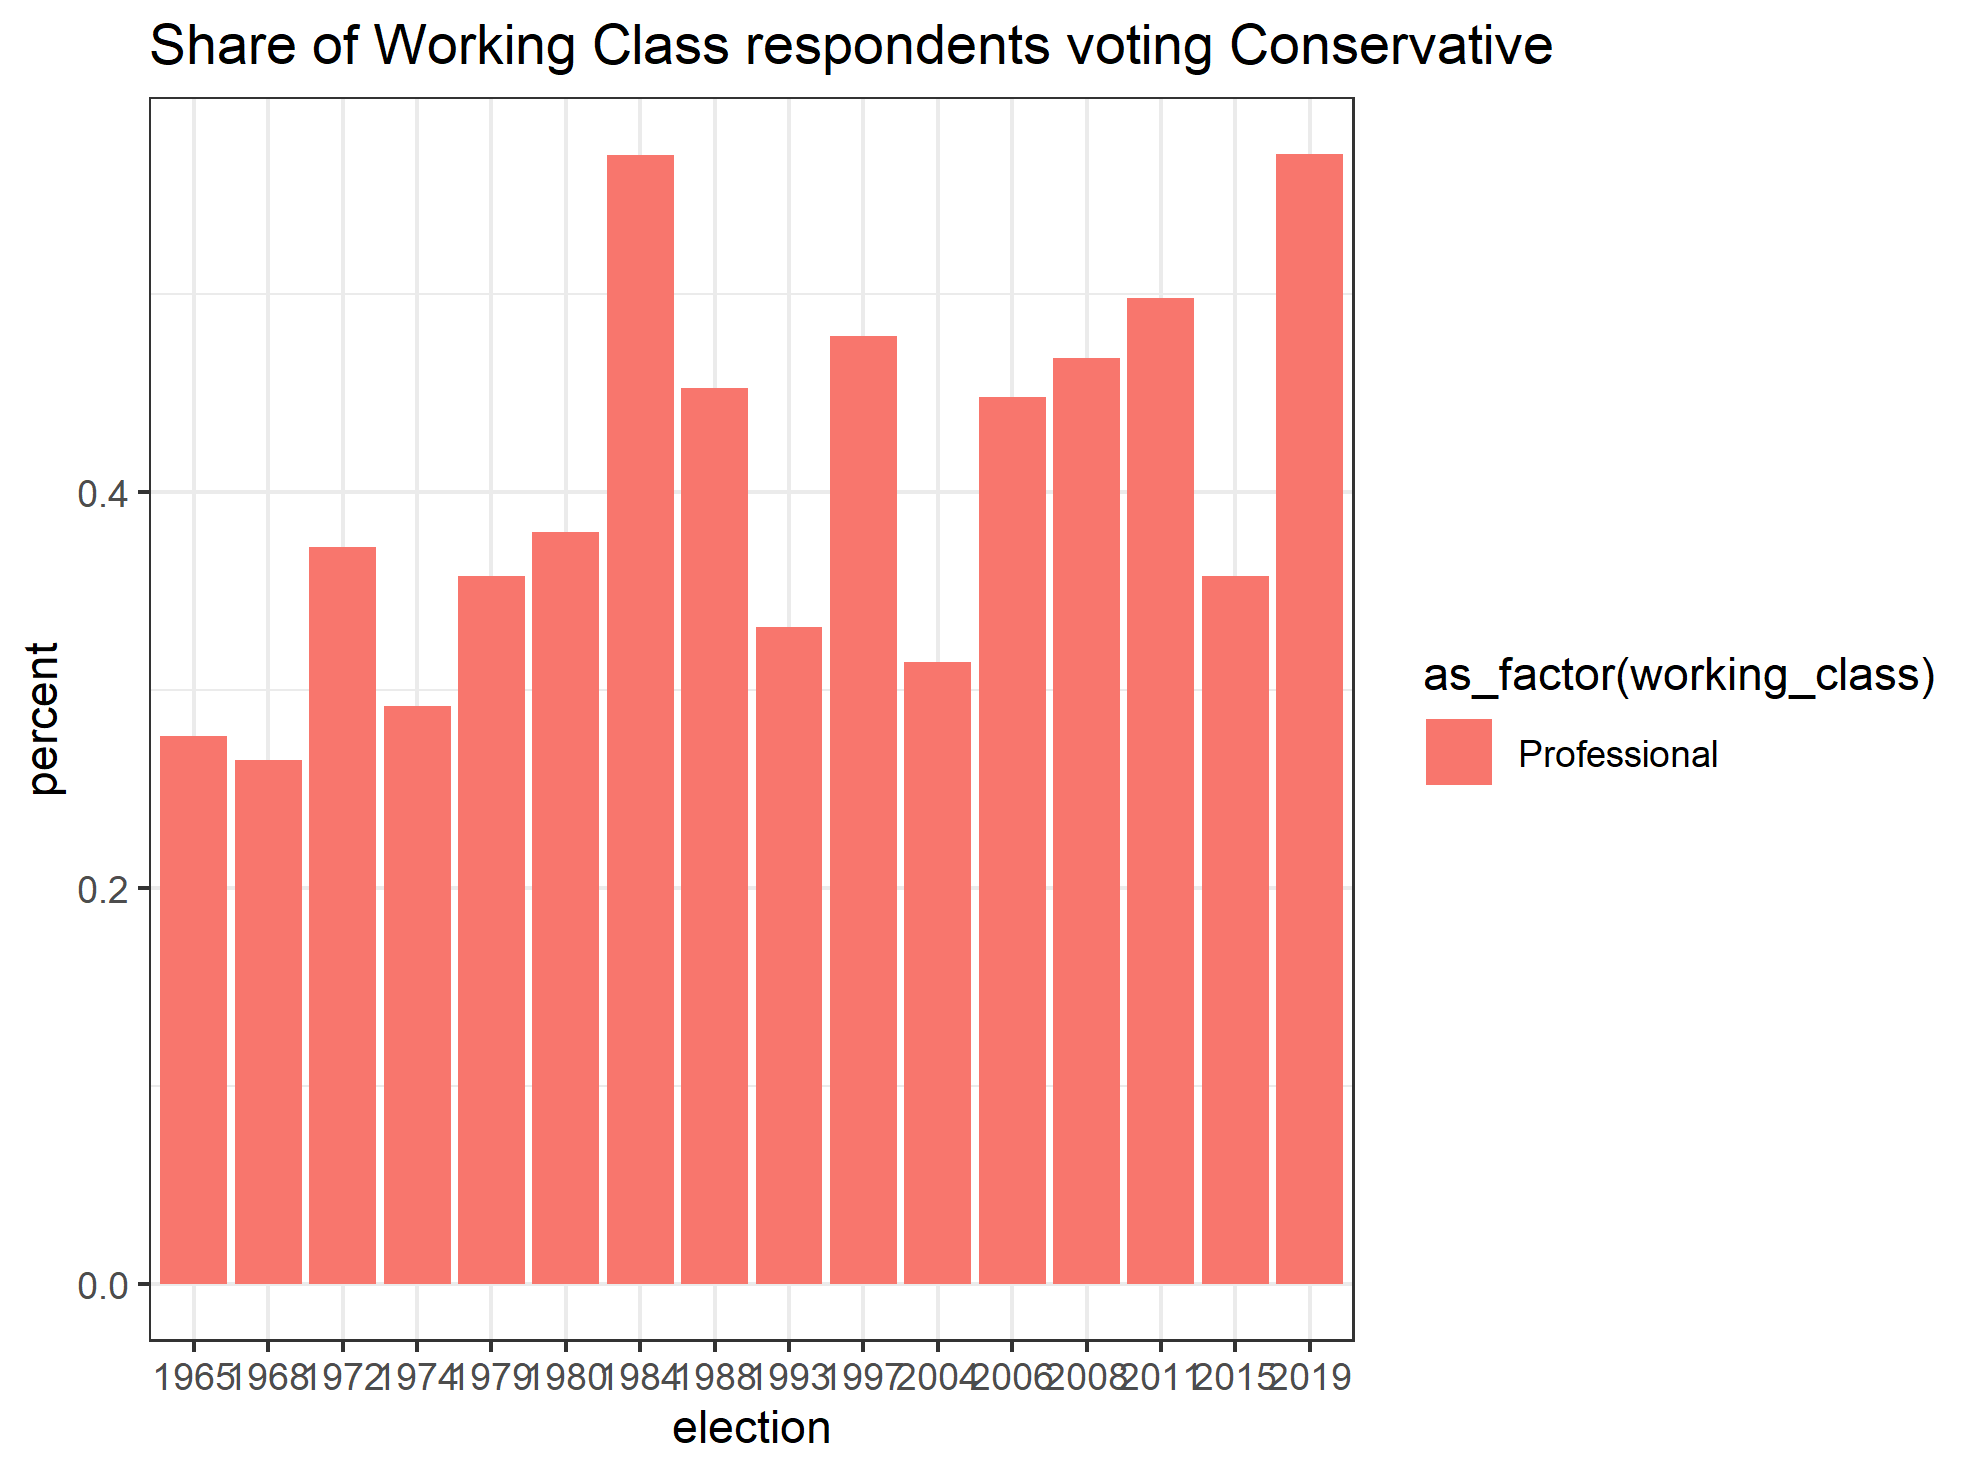 Share of Working Class respondents voting Conservative
percent
0.4
0.2
0.0
1965 1968 1972 1974 1979 1980 1984 1988 1993 1997 2004 2006 2008 2011 2015 2019
election
as_factor(working_class)
Professional